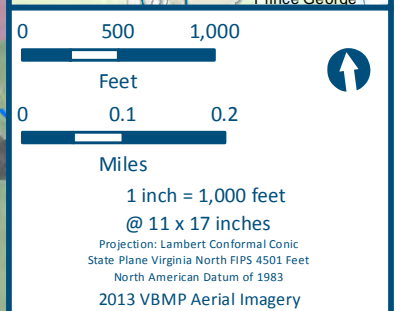 Prince George
0 500 1,000
Feet
0 0.1 0.2
Miles
1 inch = 1,000 feet
@ 11 x 17 inches
Projection: Lambert Conformal Conic
State Plane Virginia North FIPS 4501 Feet
North American Datum of 1983
2013 VBMP Aerial Imagery